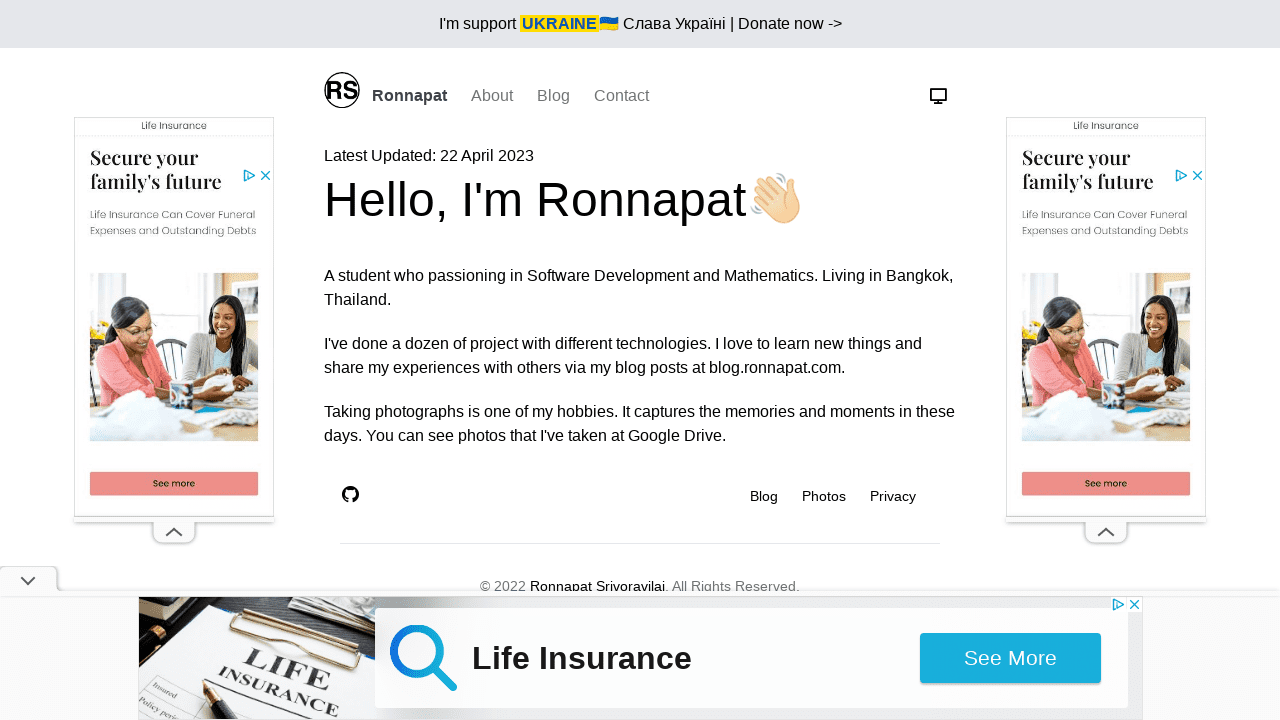 I'm support UKRAINE🇺🇦 Слава Україні | Donate now ->
RS Ronnapat About Blog Contact
Latest Updated: 22 April 2023
Hello, I'm Ronnapat👋🏻
A student who passioning in Software Development and Mathematics. Living in Bangkok,
Thailand.
I've done a dozen of project with different technologies. I love to learn new things and
share my experiences with others via my blog posts at blog.ronnapat.com.
Taking photographs is one of my hobbies. It captures the memories and moments in these
days. You can see photos that I've taken at Google Drive.
Blog Photos Privacy
© 2022 Ronnapat Srivoravilai. All Rights Reserved.
Life Insurance
Secure your
family's future
Life Insurance Can Cover Funeral
Expenses and Outstanding Debts
See more
Life Insurance
Secure your
family's future
Life Insurance Can Cover Funeral
Expenses and Outstanding Debts
See more
LIFE
INSURANCE
Insured
Life Insurance
See More